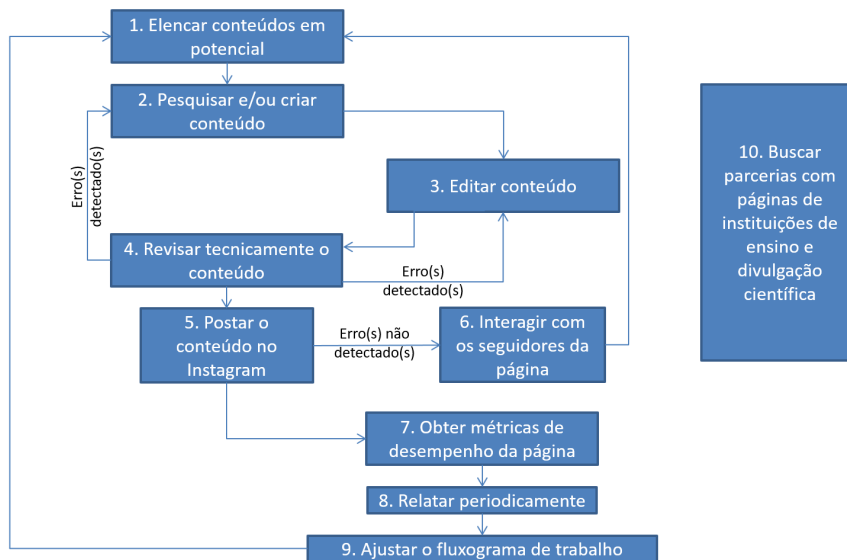 1. Elencar conteúdos em
potencial
2. Pesquisar e/ou criar
conteúdo
Erro(s)
detectado(s)
3. Editar conteúdo
4. Revisar tecnicamente o
conteúdo
Erro(s)
detectado(s)
5. Postar o
conteúdo no
Instagram
Erro(s) não
detectado(s)
6. Interagir com
os seguidores da
página
7. Obter métricas de
desempenho da página
8. Relatar periodicamente
9. Ajustar o fluxograma de trabalho
10. Buscar
parcerias com
páginas de
instituições de
ensino e
divulgação
científica